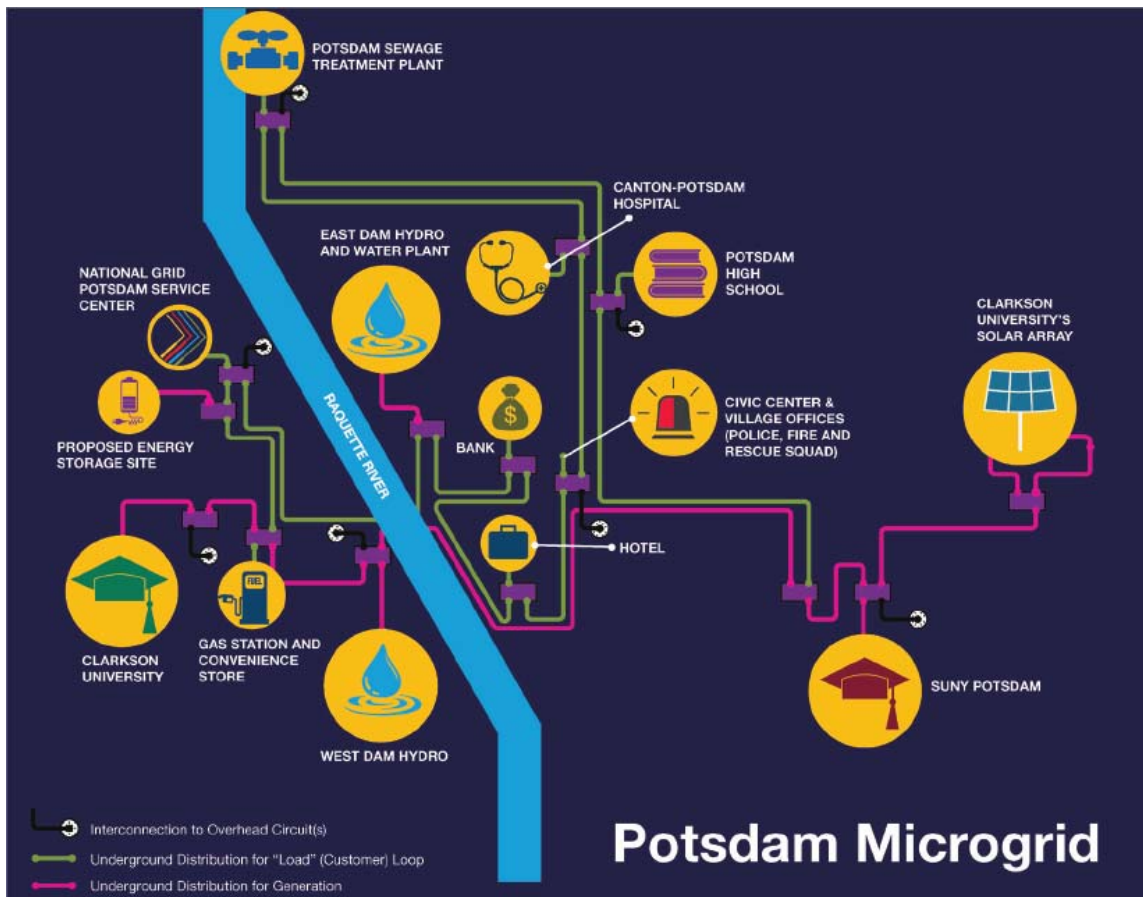 POTSDAM SEWAGE
TREATMENT PLANT
CANTON-POTSDAM
HOSPITAL
EAST DAM HYDRO
AND WATER PLANT
POTSDAM
HIGH
SCHOOL
NATIONAL GRID
POTSDAM SERVICE
CENTER
CLARKSON
UNIVERSITY'S
SOLAR ARRAY
RAQUETTE RIVER
$
BANK
CIVIC CENTER &
VILLAGE OFFICES
(POLICE, FIRE AND
RESCUE SQUAD)
PROPOSED ENERGY
STORAGE SITE
HOTEL
FUEL
CLARKSON
UNIVERSITY
GAS STATION AND
CONVENIENCE
STORE
WEST DAM HYDRO
SUNY POTSDAM
Interconnection to Overhead Circuit(s)
Underground Distribution for "Load" (Customer) Loop
Underground Distribution for Generation
Potsdam Microgrid